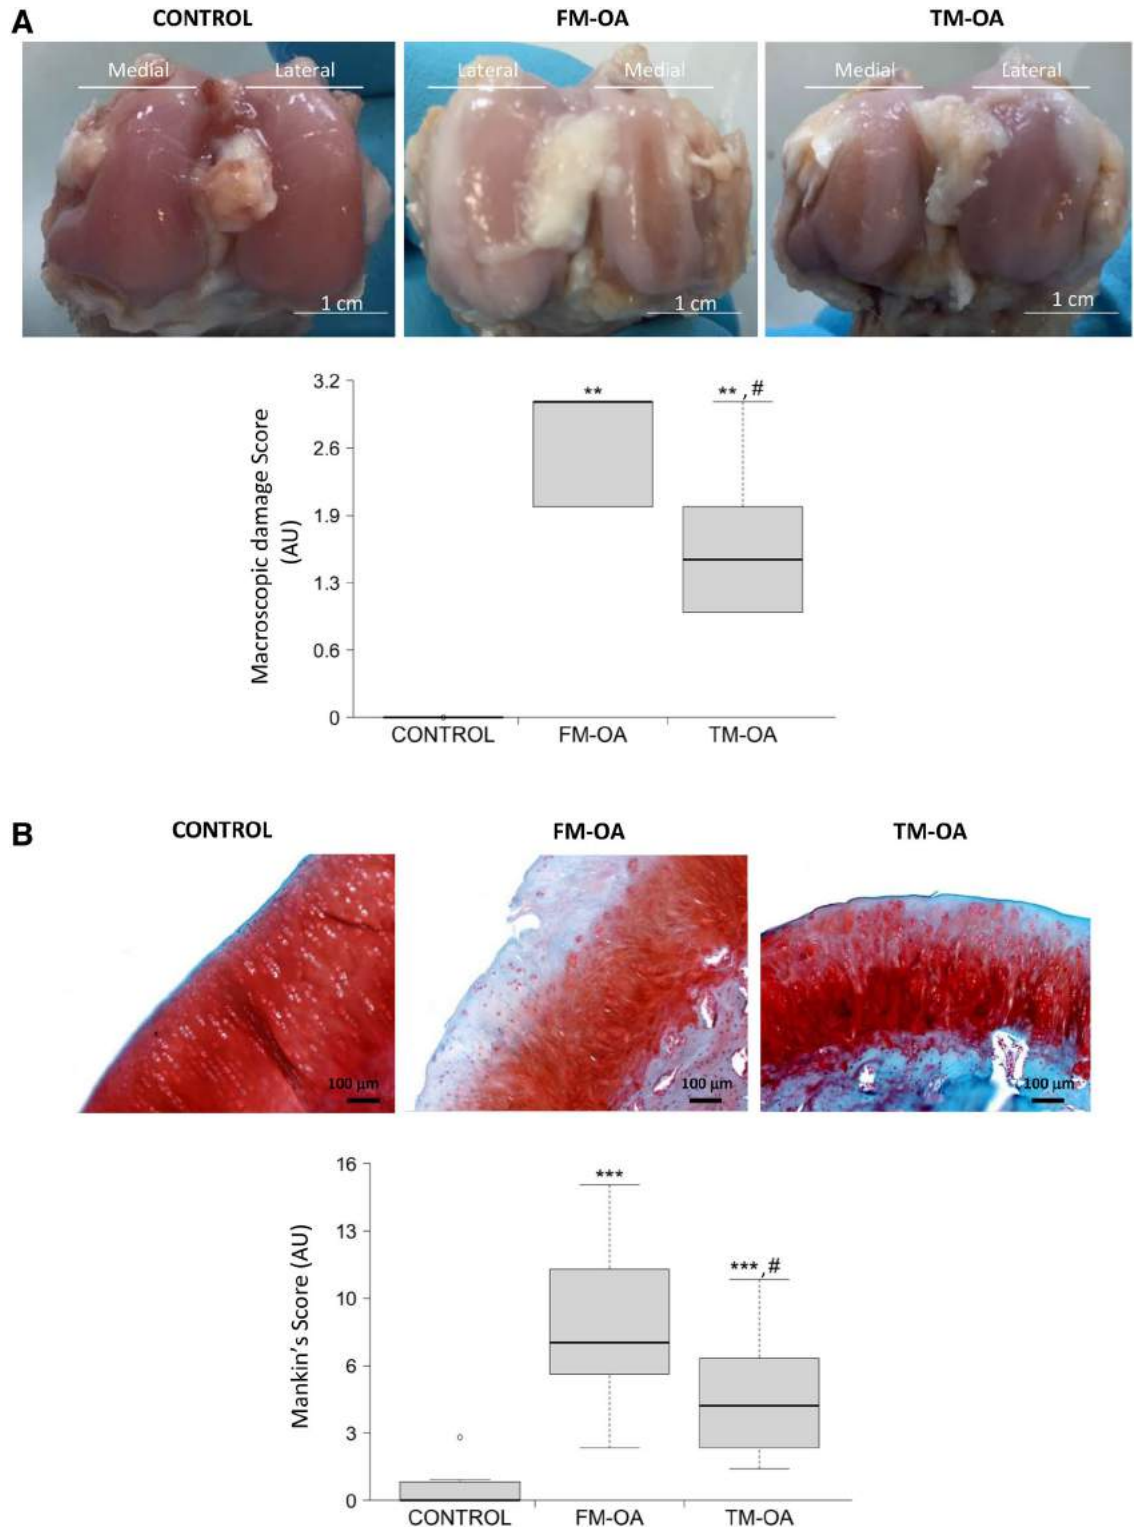 A
CONTROL FM-OA TM-OA
Medial Lateral Lateral Medial Medial Lateral
1 cm 1 cm 1 cm
Macroscopic damage Score
(AU)
3.2
2.6
1.9
1.3
0.6
0
** **,#
CONTROL FM-OA TM-OA
B
CONTROL FM-OA TM-OA
100 µm 100 µm 100 µm
Mankin's Score (AU)
16
13
10
6
3
0
*** ***,#
CONTROL FM-OA TM-OA